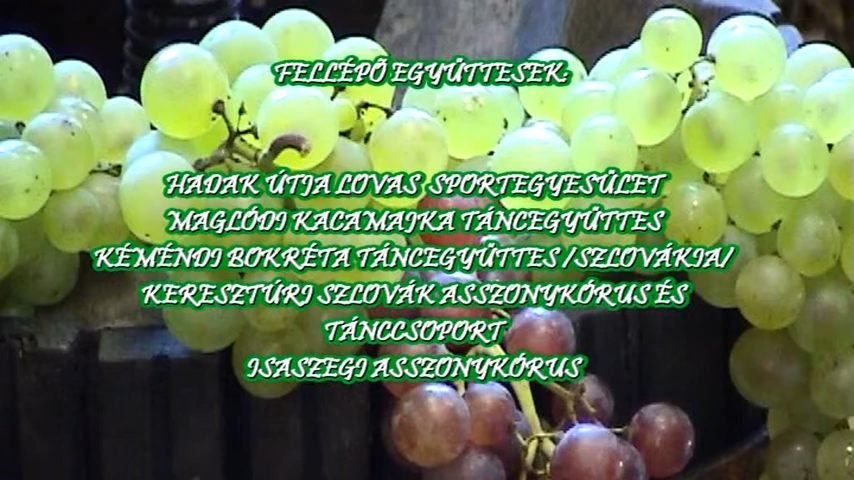 FELLÉPÕ EGYÜTTESEK:
HADAK ÚTJA LOVAS SPORTEGYESÜLET
MAGLÓDI KACAMAJKA TÁNCEGYÜTTES
KÉMÉNDI BOKRÉTA TÁNCEGYÜTTES /SZLOVÁKIA/
KERESZTÚRI SZLOVÁK ASSZONYKÓRUS ÉS
TÁNCCSOPORT
ISASZEGI ASSZONYKÓRUS